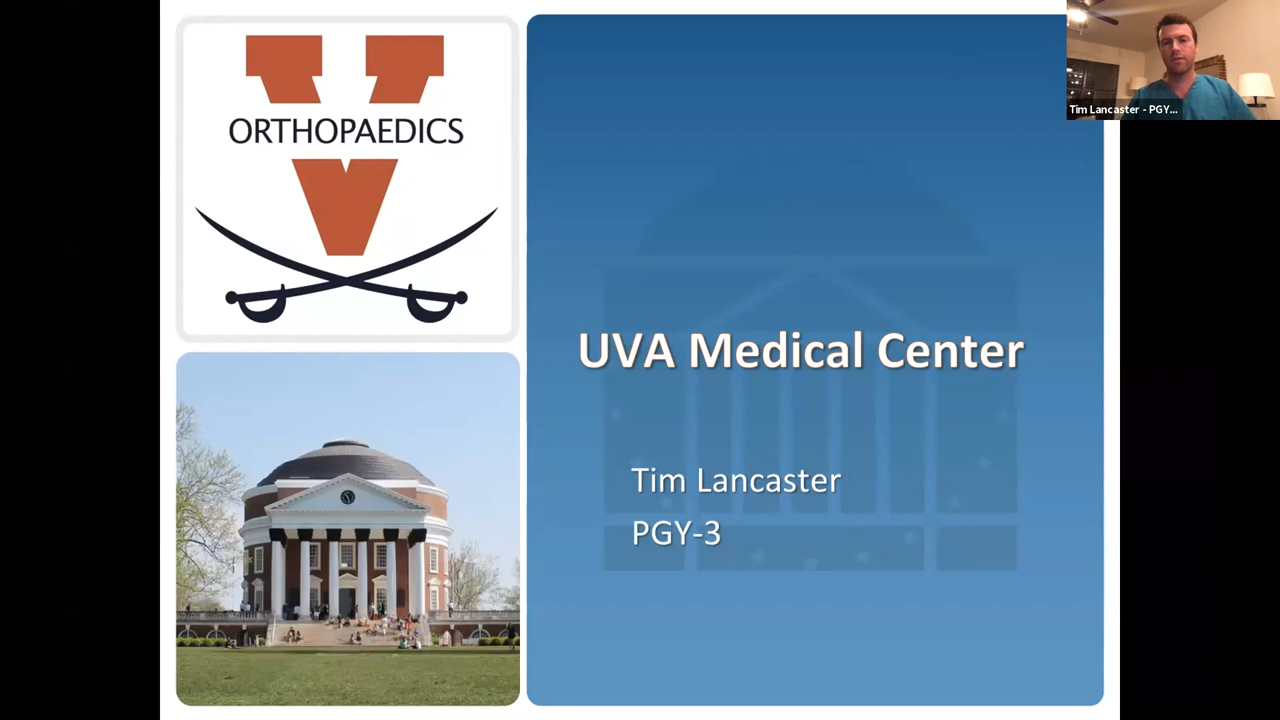 ORTHOPAEDICS
UVA Medical Center
Tim Lancaster
PGY-3
Tim Lancaster - PGY...